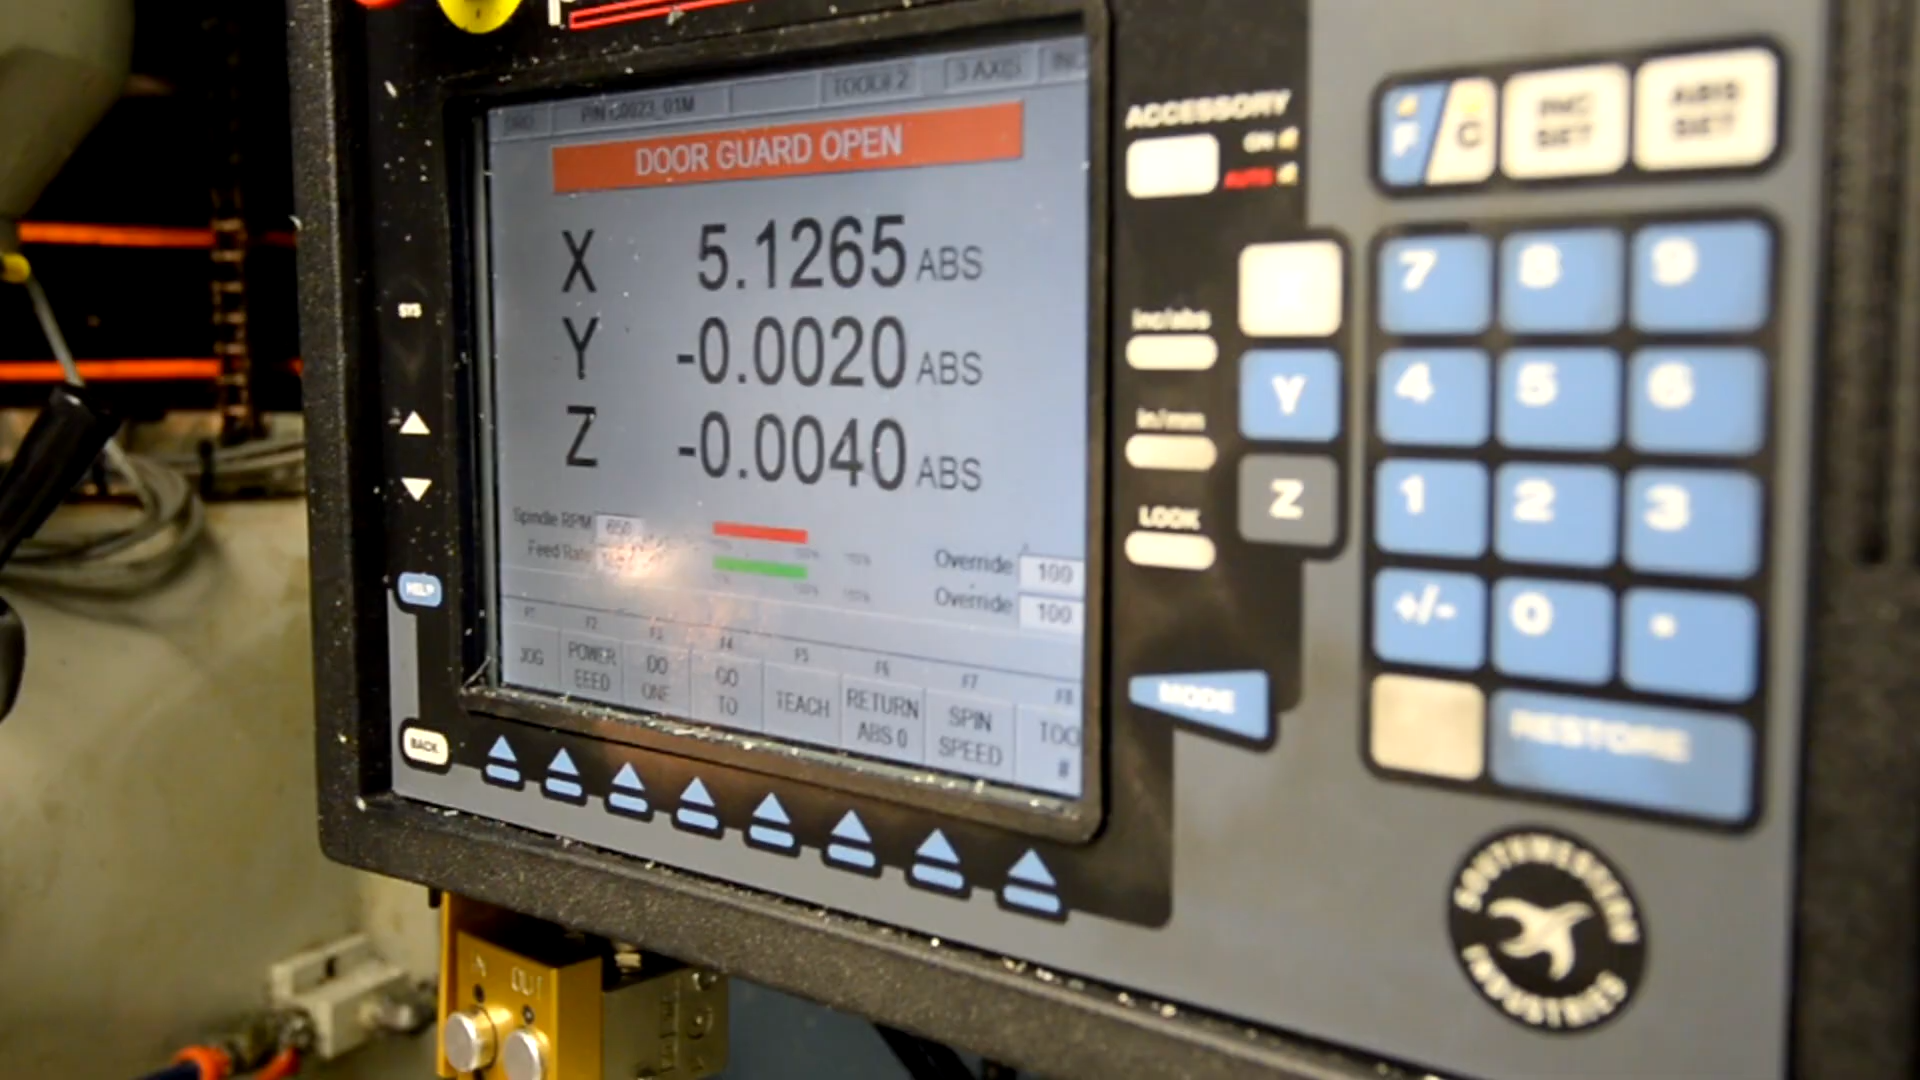 DRO
P/N C0023_01M
TOOL# 2
3 AXIS
DOOR GUARD OPEN
X 5.1265 ABS
Y -0.0020 ABS
Z -0.0040 ABS
Spindle RPM 650
Feed Rate
Override 100
Override 100
F1 F2 F3 F4 F5 F6 F7 F8
JOG
POWER
FEED
DO
ONE
GO
TO
TEACH
RETURN
ABS 0
SPIN
SPEED
TOO
#
SYS
HELP
BACK
ACCESSORY
ON
AUTO
inc/abs
in/mm
LOOK
MODE
Y
Z
F/C
INC
SET
ABS
SET
7 8 9
4 5 6
1 2 3
+/- 0 .
RESTORE
SOUTHWESTERN
INDUSTRIES
IN OUT